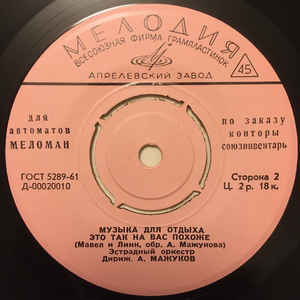 МЕЛОДИЯ
ВСЕСОЮЗНАЯ ФИРМА ГРАМПЛАСТИНОК
АПРЕЛЕВСКИЙ ЗАВОД
45
для
автоматов
МЕЛОМАН
по заказу
конторы
союзинвентарь
ГОСТ 5289-61
Д-00020010
Сторона 2
Ц. 2 р. 18 к.
МУЗЫКА ДЛЯ ОТДЫХА
ЭТО ТАК НА ВАС ПОХОЖЕ
(Мавел и Линн, обр. А. Мажукова)
Эстрадный оркестр
Дириж. А. МАЖУКОВ